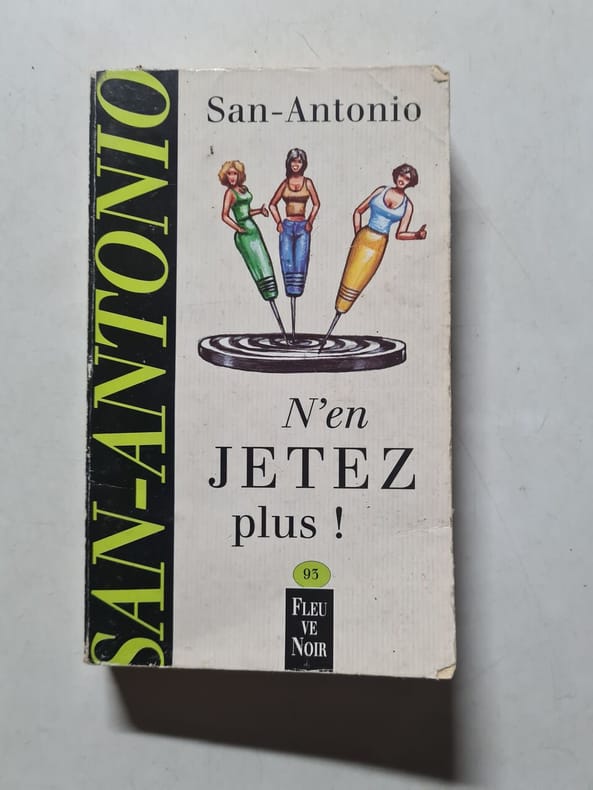 SAN-ANTONIO
San-Antonio
N'en
JETEZ
plus !
93
FLEU
VE
NOIR